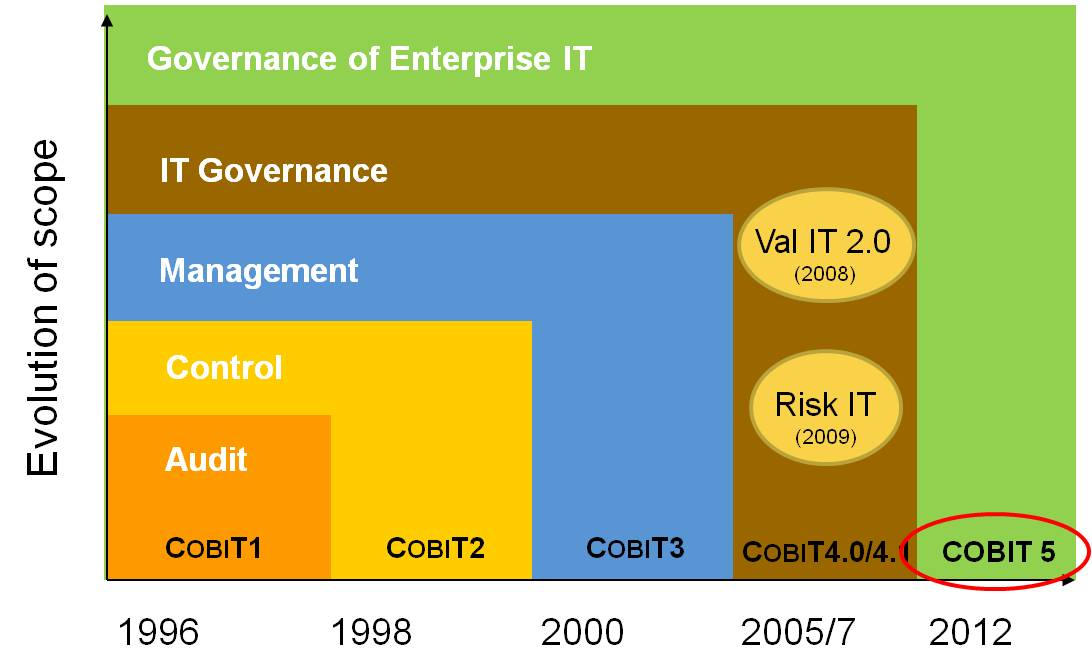 Governance of Enterprise IT
IT Governance
Management
Control
Audit
Val IT 2.0
(2008)
Risk IT
(2009)
COBIT1
COBIT2
COBIT3
COBIT4.0/4.1
COBIT 5
1996
1998
2000
2005/7
2012
Evolution of scope